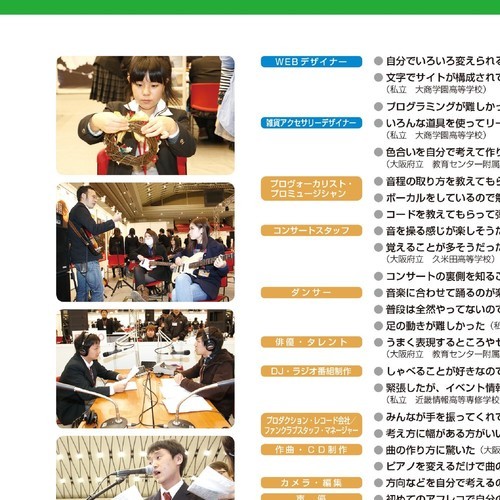 WEBデザイナー
自分でいろいろ変えられる
文字でサイトが構成されて
（私立　大商学園高等学校）
プログラミングが難しかっ
雑貨アクセサリーデザイナー
いろんな道具を使ってリー
（私立　大商学園高等学校）
色合いを自分で考えて作り
（大阪府立　教育センター附属
プロヴォーカリスト・
プロミュージシャン
音程の取り方を教えてもら
ボーカルをしているので勉
コードを教えてもらって弾
コンサートスタッフ
音を操る感じが楽しそうだ
覚えることが多そうだった
（大阪府立　久米田高等学校）
コンサートの裏側を知るこ
ダンサー
音楽に合わせて踊るのが楽
普段は全然やってないので
足の動きが難しかった（私
俳優・タレント
うまく表現するところやせ
（大阪府立　教育センター附属
DJ・ラジオ番組制作
しゃべることが好きなので
緊張したが、イベント情報
（私立　近畿情報高等専修学校
プロダクション・レコード会社／
ファンクラブスタッフ・マネージャー
みんなが手を振ってくれて
考え方に幅がある方がいい
作曲・CD制作
曲の作り方に驚いた（大阪
ピアノを変えるだけで曲の
カメラ・編集
方向などを自分で考えるの
声優
初めてのアフレコで自分の